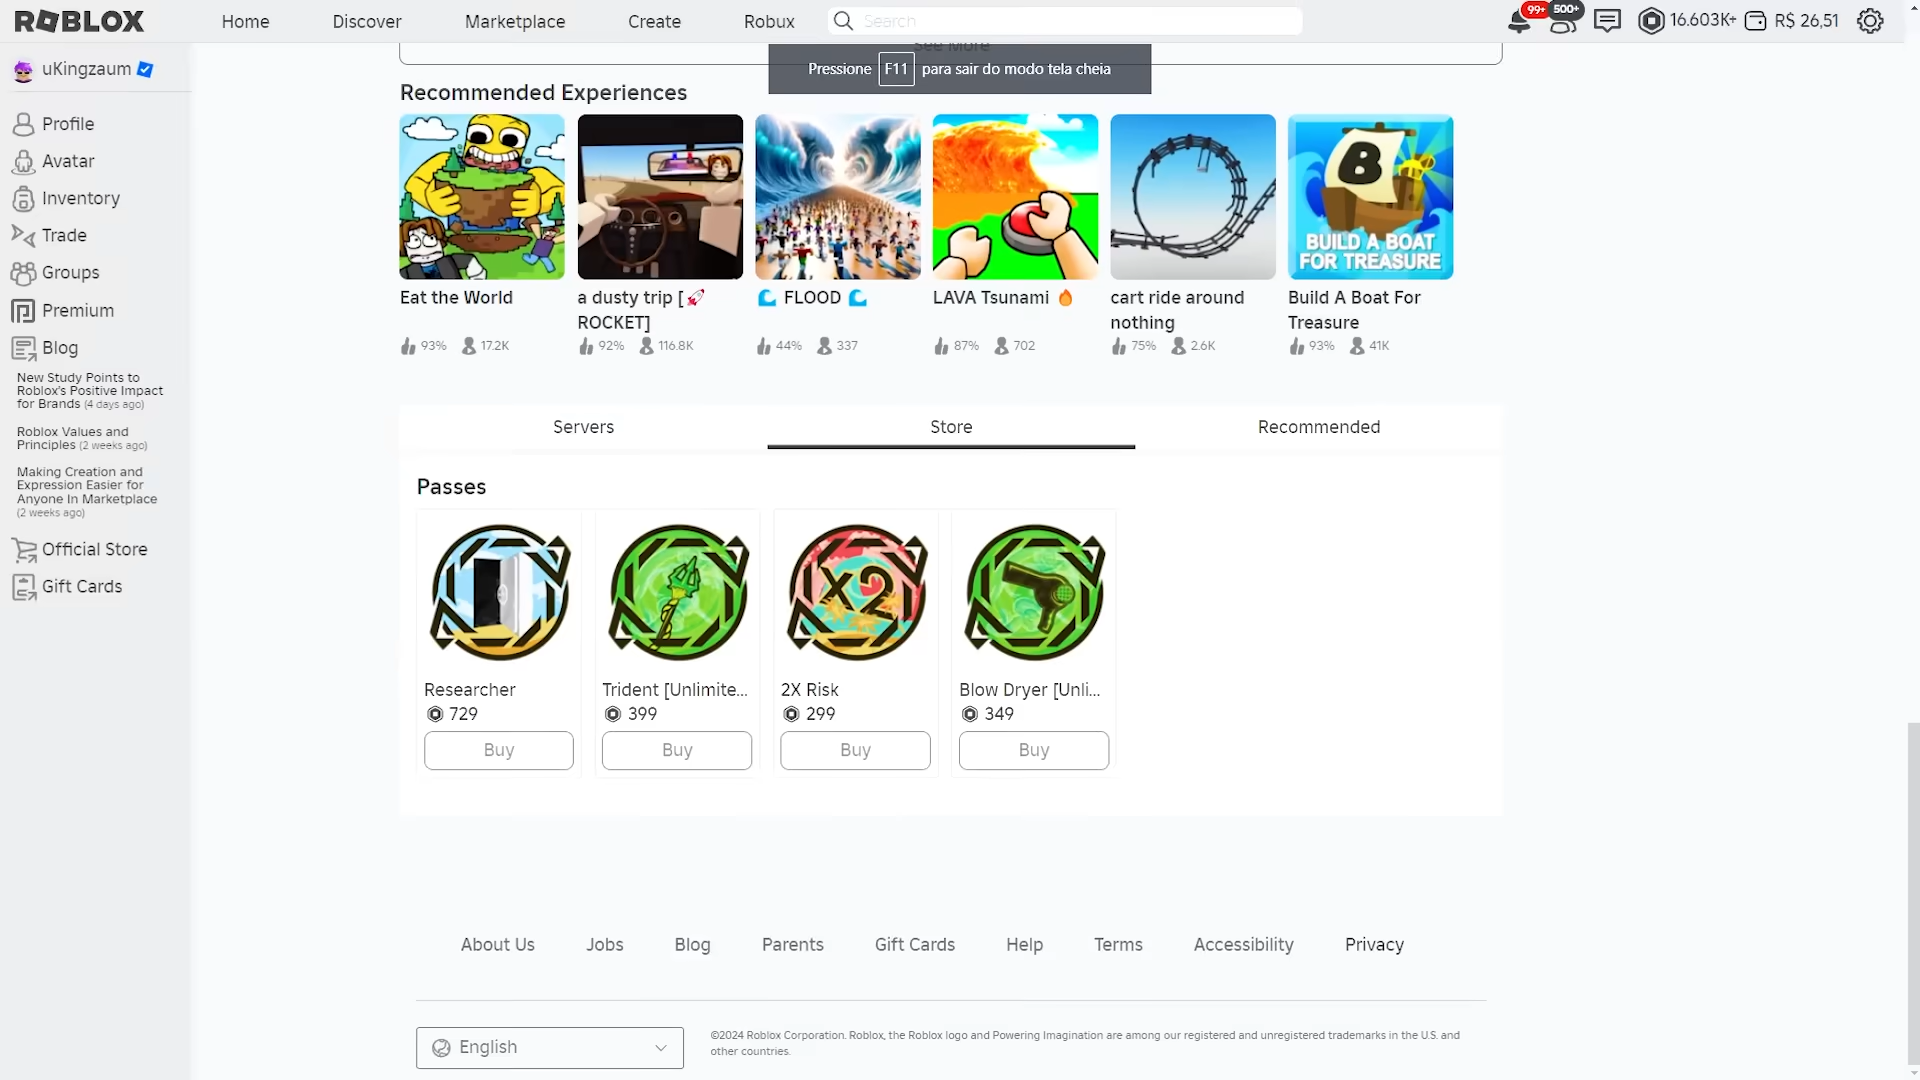 ROBLOX
Home
Discover
Marketplace
Create
Robux
Search
99+
500+
16.603K+
R$ 26,51
uKingzaum
Profile
Avatar
Inventory
Trade
Groups
Premium
Blog
New Study Points to
Roblox's Positive Impact
for Brands (4 days ago)
Roblox Values and
Principles (2 weeks ago)
Making Creation and
Expression Easier for
Anyone In Marketplace
(2 weeks ago)
Official Store
Gift Cards
See More
Pressione F11 para sair do modo tela cheia
Recommended Experiences
B
BUILD A BOAT
FOR TREASURE
Eat the World
93% 17.2K
a dusty trip [🚀
ROCKET]
92% 116.8K
🌊 FLOOD 🌊
44% 337
LAVA Tsunami 🔥
87% 702
cart ride around
nothing
75% 2.6K
Build A Boat For
Treasure
93% 41K
Servers
Store
Recommended
Passes
Researcher
729
Buy
Trident [Unlimite...
399
Buy
x2
2X Risk
299
Buy
Blow Dryer [Unli...
349
Buy
About Us
Jobs
Blog
Parents
Gift Cards
Help
Terms
Accessibility
Privacy
English
©2024 Roblox Corporation. Roblox, the Roblox logo and Powering Imagination are among our registered and unregistered trademarks in the U.S. and
other countries.